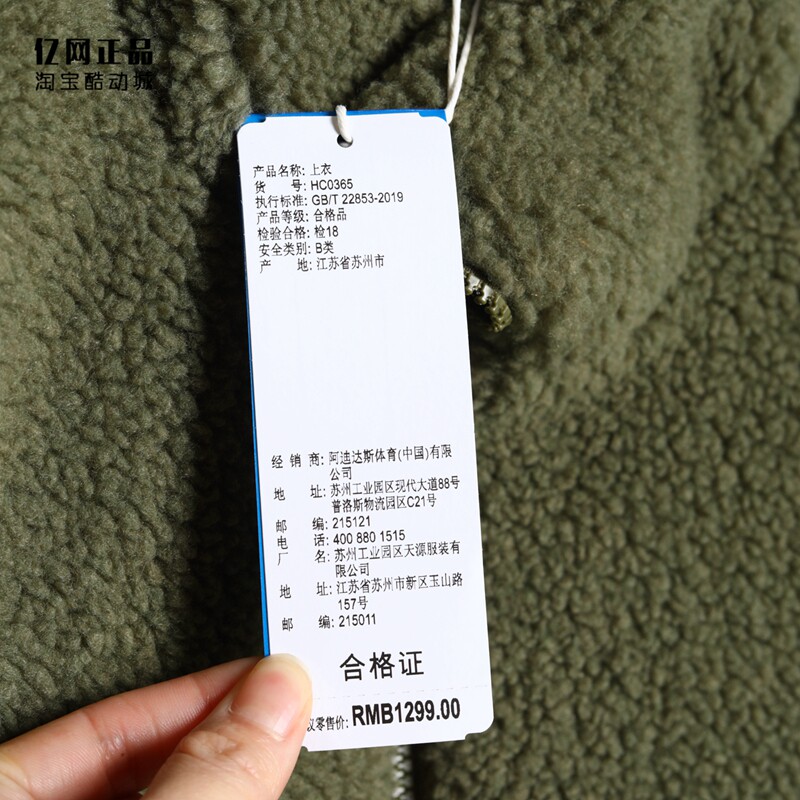 亿网正品
淘宝酷动城
产品名称: 上衣
货 号: HC0365
执行标准: GB/T 22853-2019
产品等级: 合格品
检验合格: 检18
安全类别: B类
产 地: 江苏省苏州市
经 销 商: 阿迪达斯体育(中国)有限
公司
地 址: 苏州工业园区现代大道88号
普洛斯物流园区C21号
邮 编: 215121
电 话: 400 880 1515
厂 名: 苏州工业园区天源服装有
限公司
地 址: 江苏省苏州市新区玉山路
157号
邮 编: 215011
合格证
议零售价: RMB1299.00